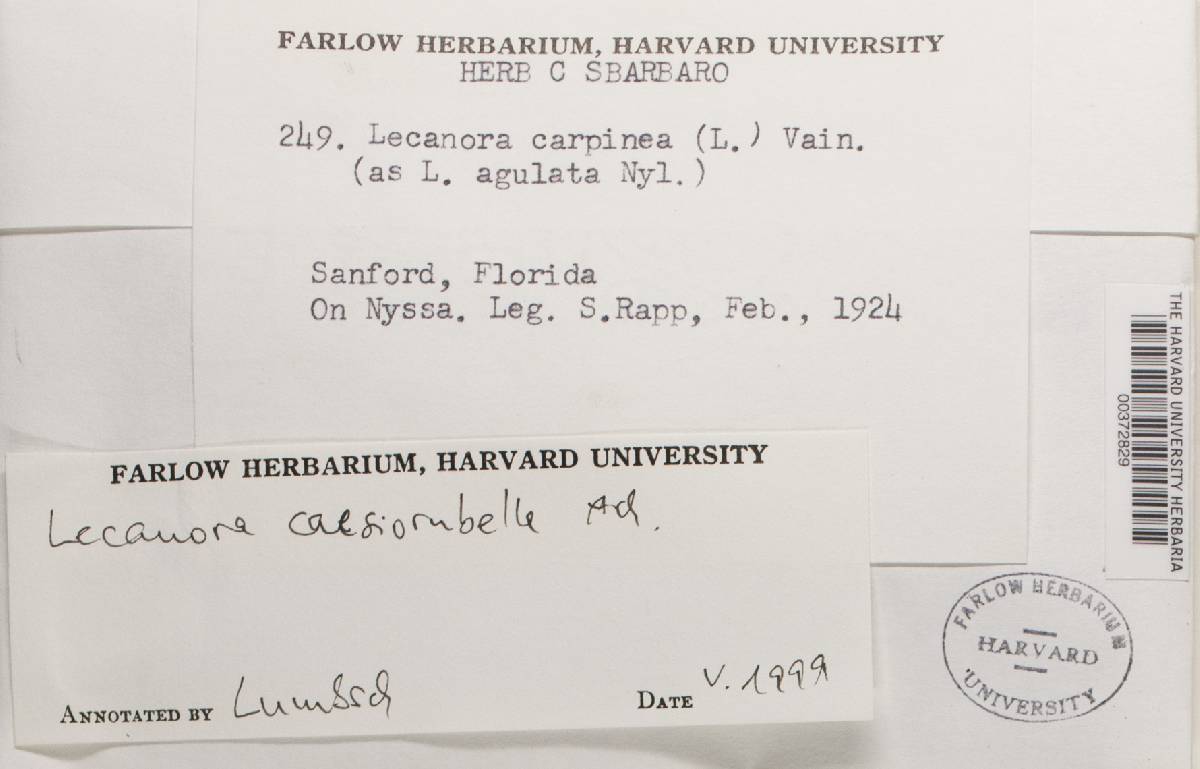 FARLOW HERBARIUM, HARVARD UNIVERSITY
HERB C SBARBARO
249. Lecanora carpinea (L.) Vain.
(as L. agulata Nyl.)
Sanford, Florida
On Nyssa. Leg. S.Rapp, Feb., 1924
THE HARVARD UNIVERSITY HERBARIA
00372829
FARLOW HERBARIUM, HARVARD UNIVERSITY
Lecanora caesiorubella Ach.
ANNOTATED BY Lumbsch
DATE V. 1999
FARLOW HERBARIUM
HARVARD
UNIVERSITY